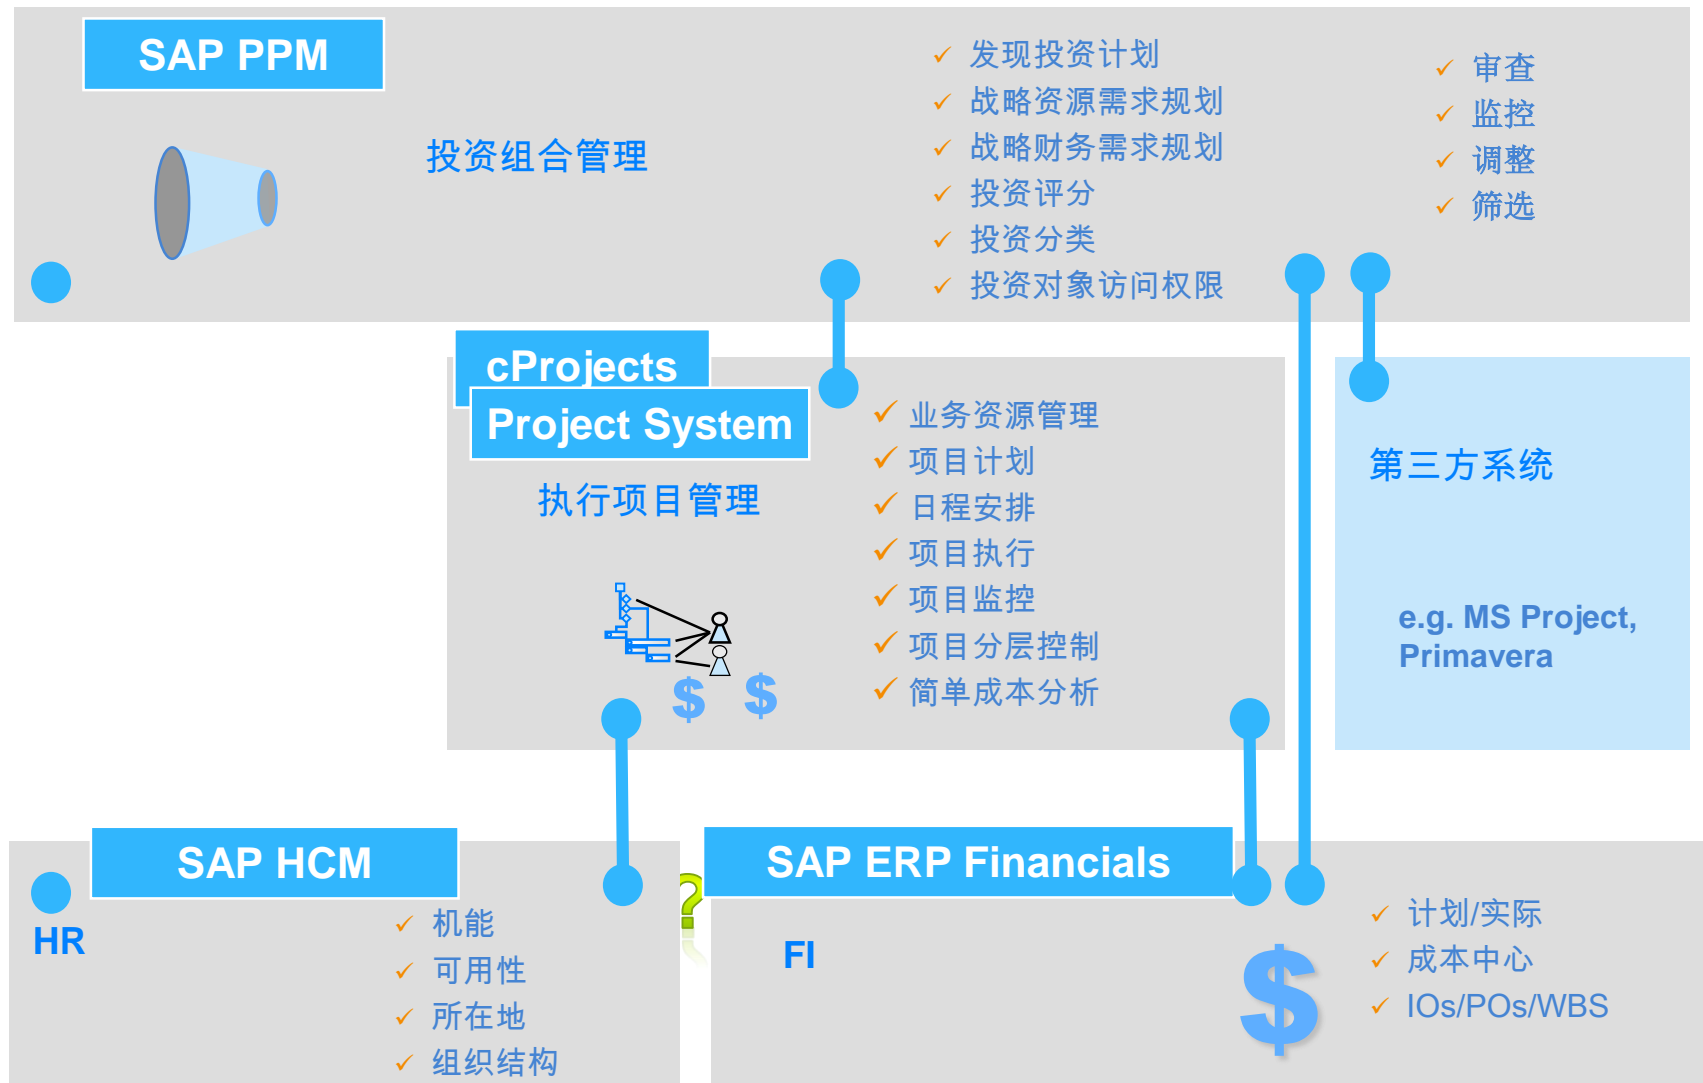 SAP PPM
投资组合管理
发现投资计划
战略资源需求规划
战略财务需求规划
投资评分
投资分类
投资对象访问权限
审查
监控
调整
筛选
cProjects
Project System
执行项目管理
业务资源管理
项目计划
日程安排
项目执行
项目监控
项目分层控制
简单成本分析
$ $
第三方系统
e.g. MS Project,
Primavera
SAP HCM
HR
机能
可用性
所在地
组织结构
?
SAP ERP Financials
FI
$
计划/实际
成本中心
IOs/POs/WBS